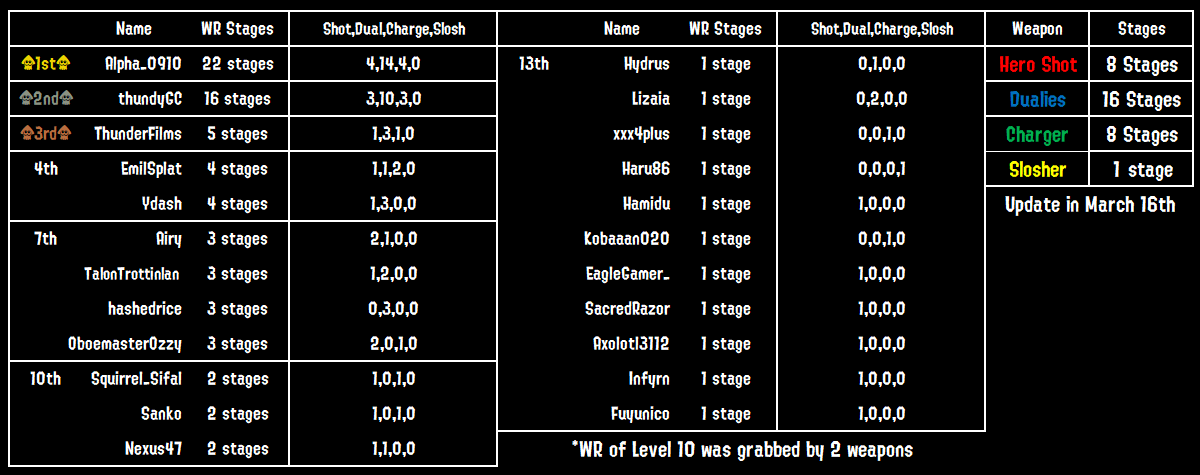 Name WR Stages Shot,Dual,Charge,Slosh
1st Alpha_0910 22 stages 4,14,4,0
2nd thundyGC 16 stages 3,10,3,0
3rd ThunderFilms 5 stages 1,3,1,0
4th EmilSplat 4 stages 1,1,2,0
Ydash 4 stages 1,3,0,0
7th Airy 3 stages 2,1,0,0
TalonTrottinlan 3 stages 1,2,0,0
hashedrice 3 stages 0,3,0,0
OboemasterOzzy 3 stages 2,0,1,0
10th Squirrel_Sifal 2 stages 1,0,1,0
Sanko 2 stages 1,0,1,0
Nexus47 2 stages 1,1,0,0
Name WR Stages Shot,Dual,Charge,Slosh
13th Hydrus 1 stage 0,1,0,0
Lizaia 1 stage 0,2,0,0
xxx4plus 1 stage 0,0,1,0
Haru86 1 stage 0,0,0,1
Hamidu 1 stage 1,0,0,0
Kobaaan020 1 stage 0,0,1,0
EagleGamer_ 1 stage 1,0,0,0
SacredRazor 1 stage 1,0,0,0
Axolotl3112 1 stage 1,0,0,0
Infyrn 1 stage 1,0,0,0
Fuyunico 1 stage 1,0,0,0
*WR of Level 10 was grabbed by 2 weapons
Weapon Stages
Hero Shot 8 Stages
Dualies 16 Stages
Charger 8 Stages
Slosher 1 stage
Update in March 16th